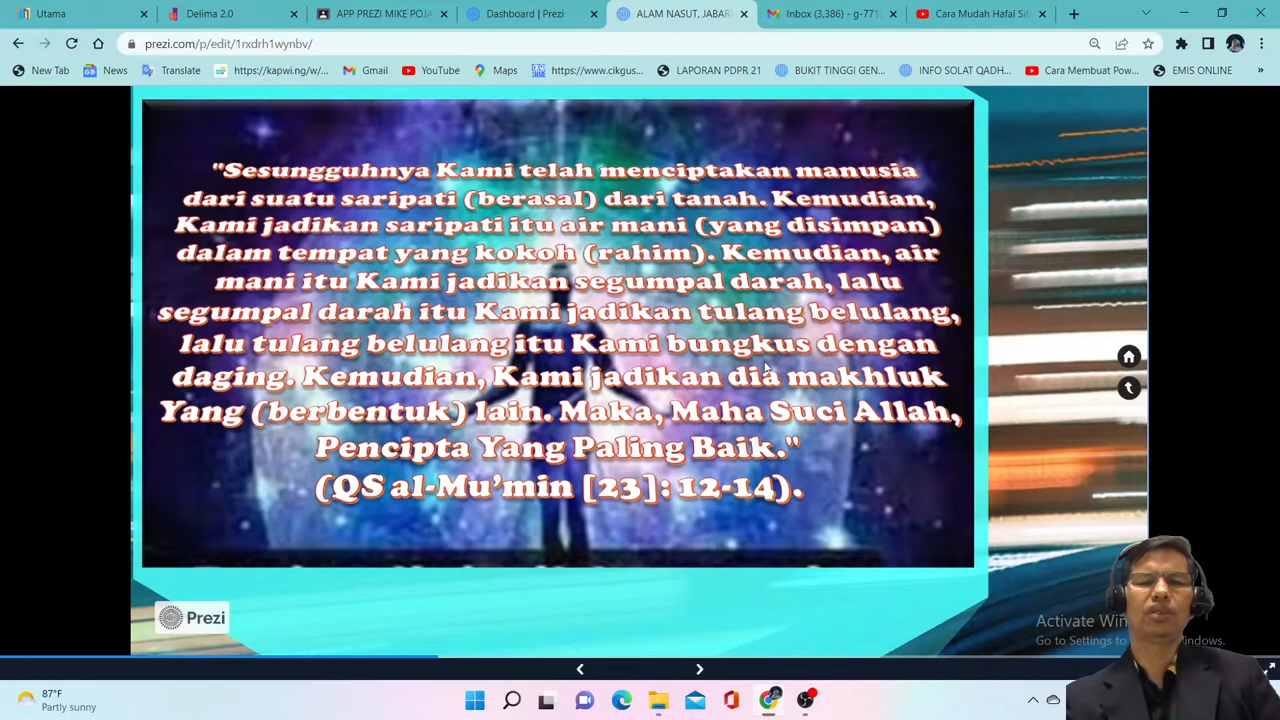 Utama
Delima 2.0
APP PREZI MIKE POJA
Dashboard | Prezi
ALAM NASUT, JABAR
Inbox (3,386) - g-771
Cara Mudah Hafal Sif
prezi.com/p/edit/1rxdrh1wynbv/
New Tab
News
Translate
https://kapwi.ng/w/...
Gmail
YouTube
Maps
https://www.cikgus...
LAPORAN PDPR 21
BUKIT TINGGI GEN...
INFO SOLAT QADH...
Cara Membuat Pow...
EMIS ONLINE
"Sesungguhnya Kami telah menciptakan manusia
dari suatu saripati (berasal) dari tanah. Kemudian,
Kami jadikan saripati itu air mani (yang disimpan)
dalam tempat yang kokoh (rahim). Kemudian, air
mani itu Kami jadikan segumpal darah, lalu
segumpal darah itu Kami jadikan tulang belulang,
lalu tulang belulang itu Kami bungkus dengan
daging. Kemudian, Kami jadikan dia makhluk
Yang (berbentuk) lain. Maka, Maha Suci Allah,
Pencipta Yang Paling Baik."
(QS al-Mu’min [23]: 12-14).
Prezi
Activate Win
Go to Settings to Windows.
87°F
Partly sunny